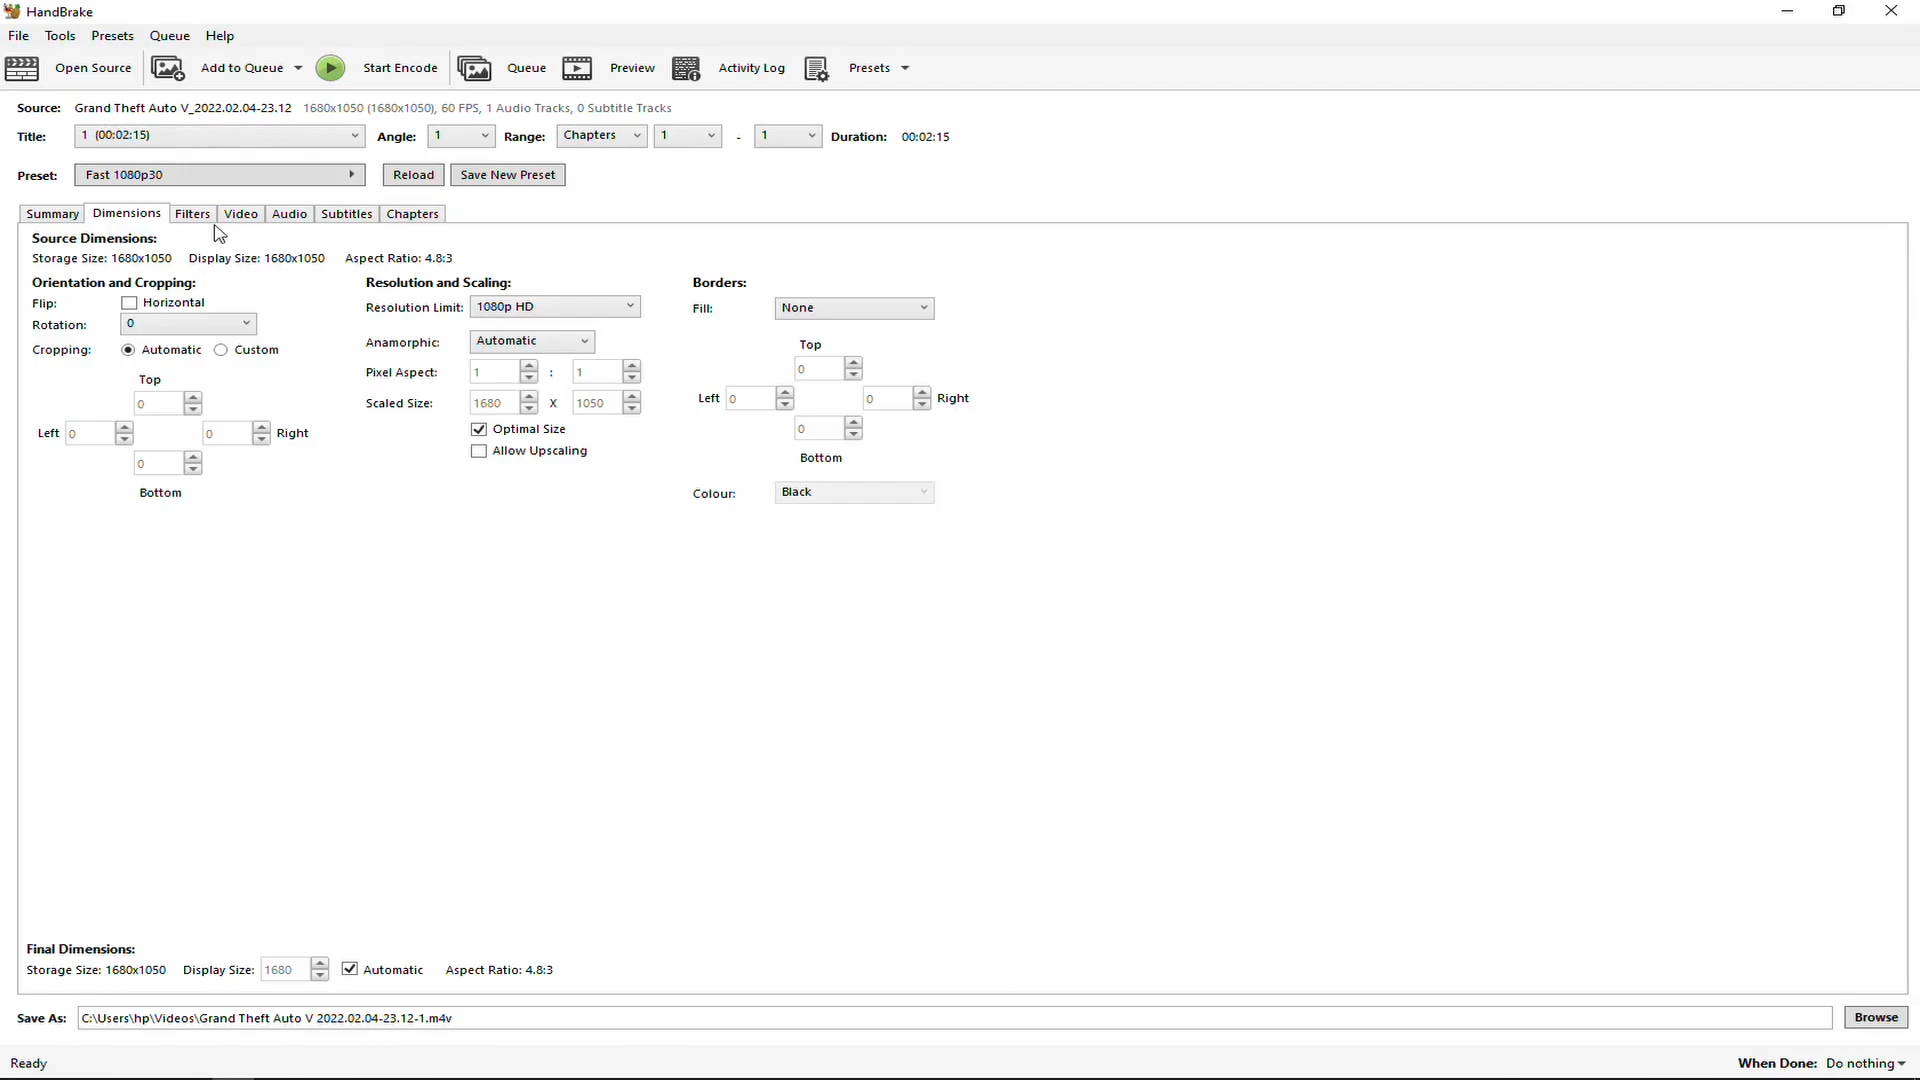 HandBrake
File Tools Presets Queue Help
Open Source Add to Queue Start Encode Queue Preview Activity Log Presets
Source: Grand Theft Auto V_2022.02.04-23.12 1680x1050 (1680x1050), 60 FPS, 1 Audio Tracks, 0 Subtitle Tracks
Title: 1 (00:02:15) Angle: 1 Range: Chapters 1 - 1 Duration: 00:02:15
Preset: Fast 1080p30 Reload Save New Preset
Summary Dimensions Filters Video Audio Subtitles Chapters
Source Dimensions:
Storage Size: 1680x1050 Display Size: 1680x1050 Aspect Ratio: 4.8:3
Orientation and Cropping: Resolution and Scaling: Borders:
Flip: Horizontal Resolution Limit: 1080p HD Fill: None
Rotation: 0
Cropping: Automatic Custom Anamorphic: Automatic Top
Top Pixel Aspect: 1 : 1 0
0 Scaled Size: 1680 X 1050 Left 0 0 Right
Left 0 0 Right Optimal Size 0
0 Allow Upscaling Bottom
Bottom Colour: Black
Final Dimensions:
Storage Size: 1680x1050 Display Size: 1680 Automatic Aspect Ratio: 4.8:3
Save As: C:\Users\hp\Videos\Grand Theft Auto V 2022.02.04-23.12-1.m4v Browse
Ready When Done: Do nothing